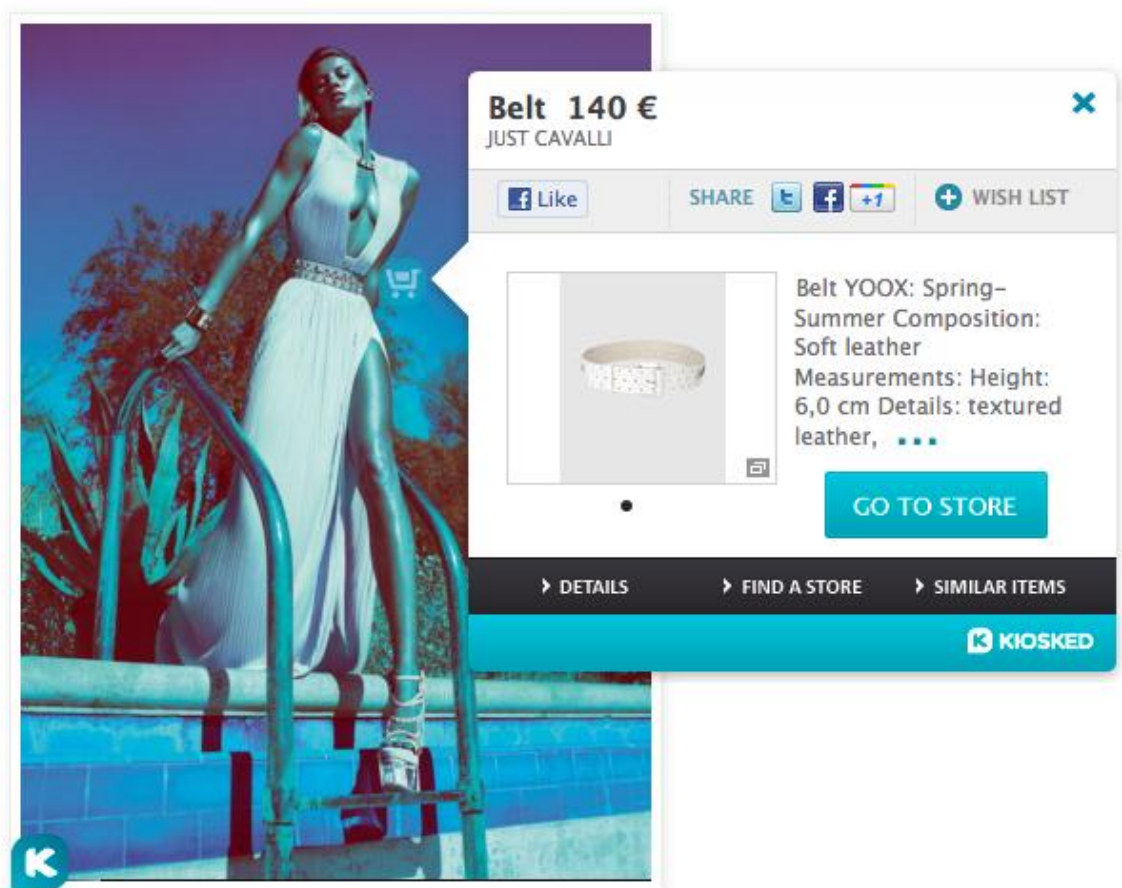 Belt 140 €
JUST CAVALLI
Like
SHARE
+1
WISH LIST
Belt YOOX: Spring–
Summer Composition:
Soft leather
Measurements: Height:
6,0 cm Details: textured
leather, ...
GO TO STORE
DETAILS
FIND A STORE
SIMILAR ITEMS
KIOSKED
K